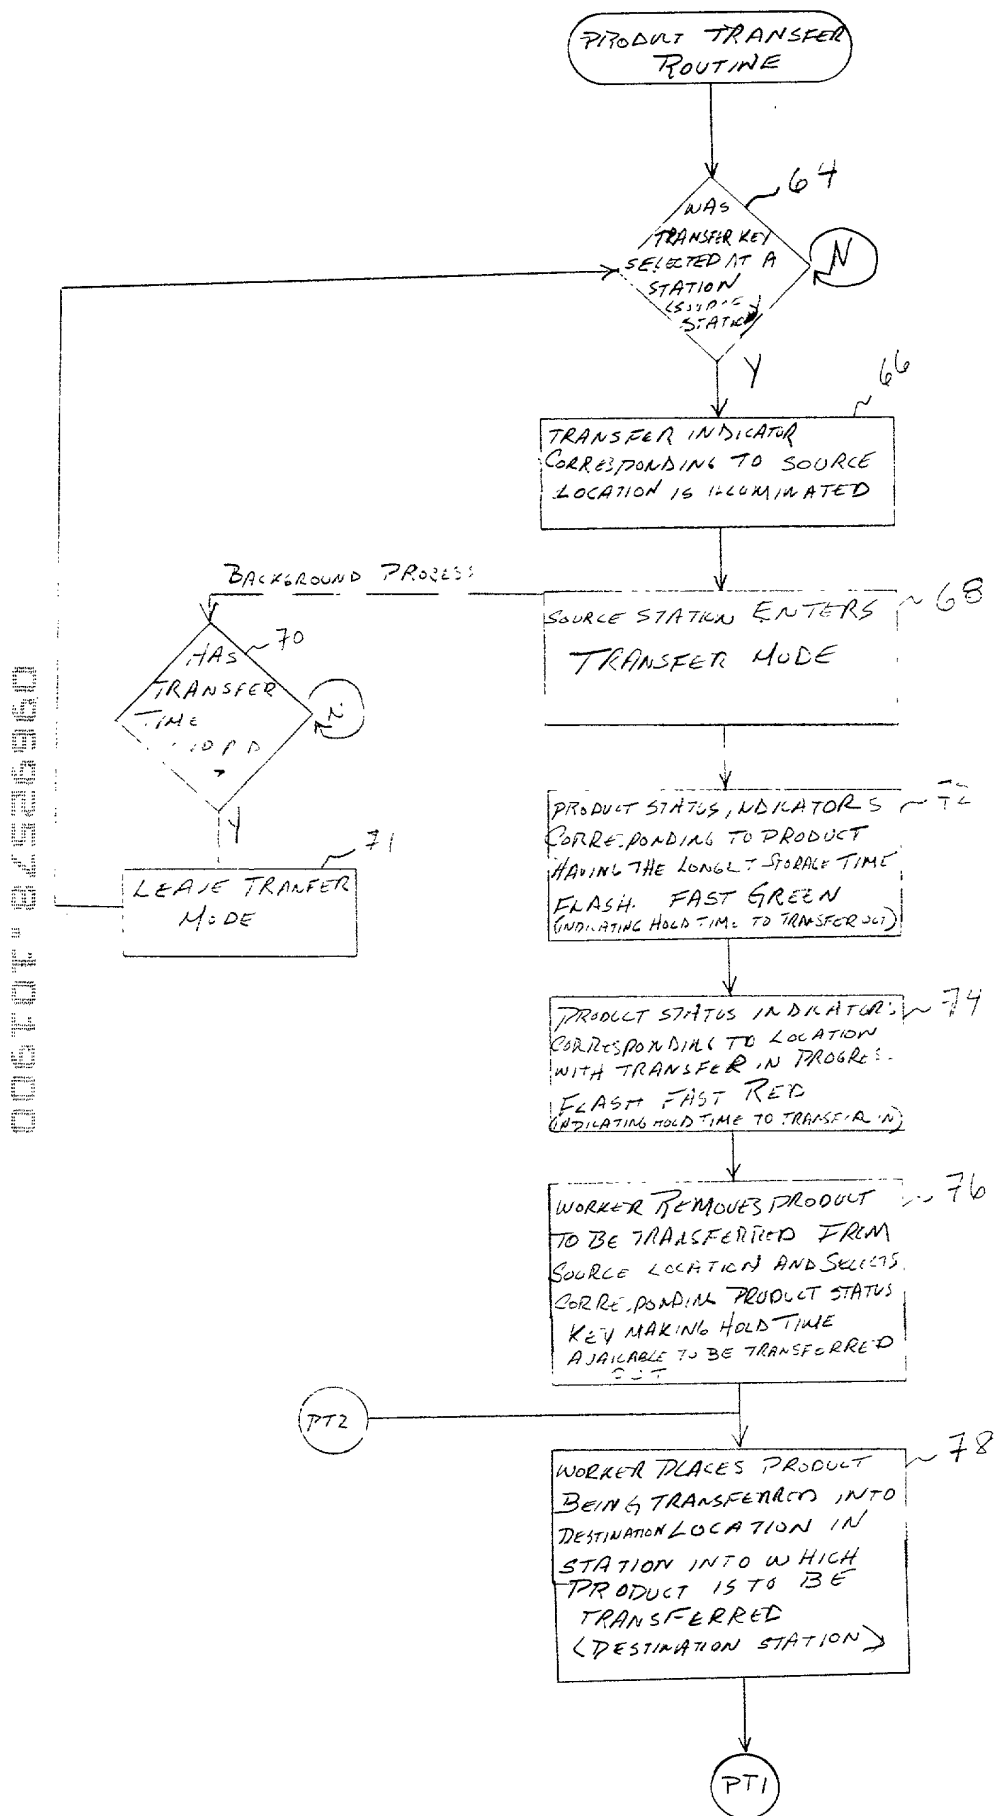 PRODUCT TRANSFER
ROUTINE
64
WAS
TRANSFER KEY
SELECTED AT A
STATION
N
Y
66
TRANSFER INDICATOR
CORRESPONDING TO SOURCE
LOCATION IS ILLUMINATED
BACKGROUND PROCESS
SOURCE STATION ENTERS
TRANSFER MODE
68
HAS
TRANSFER
TIME
70
N
Y
71
LEAVE TRANFER
MODE
PRODUCT STATUS INDICATORS
CORRESPONDING TO PRODUCT
HAVING THE LONGEST STORAGE TIME
FLASH FAST GREEN
(INDICATING HOLD TIME TO TRANSFER OUT)
72
PRODUCT STATUS INDICATORS
CORRESPONDING TO LOCATION
WITH TRANSFER IN PROGRES
FLASH FAST RED
(INDICATING HOLD TIME TO TRANSFER IN)
74
WORKER REMOVES PRODUCT
TO BE TRANSFERRED FROM
SOURCE LOCATION AND SELECTS
CORRESPONDING PRODUCT STATUS
KEY MAKING HOLD TIME
AVAILABLE TO BE TRANSFERRED
OUT
76
PT2
WORKER PLACES PRODUCT
BEING TRANSFERRED INTO
DESTINATION LOCATION IN
STATION INTO WHICH
PRODUCT IS TO BE
TRANSFERRED
(DESTINATION STATION)
78
PT1